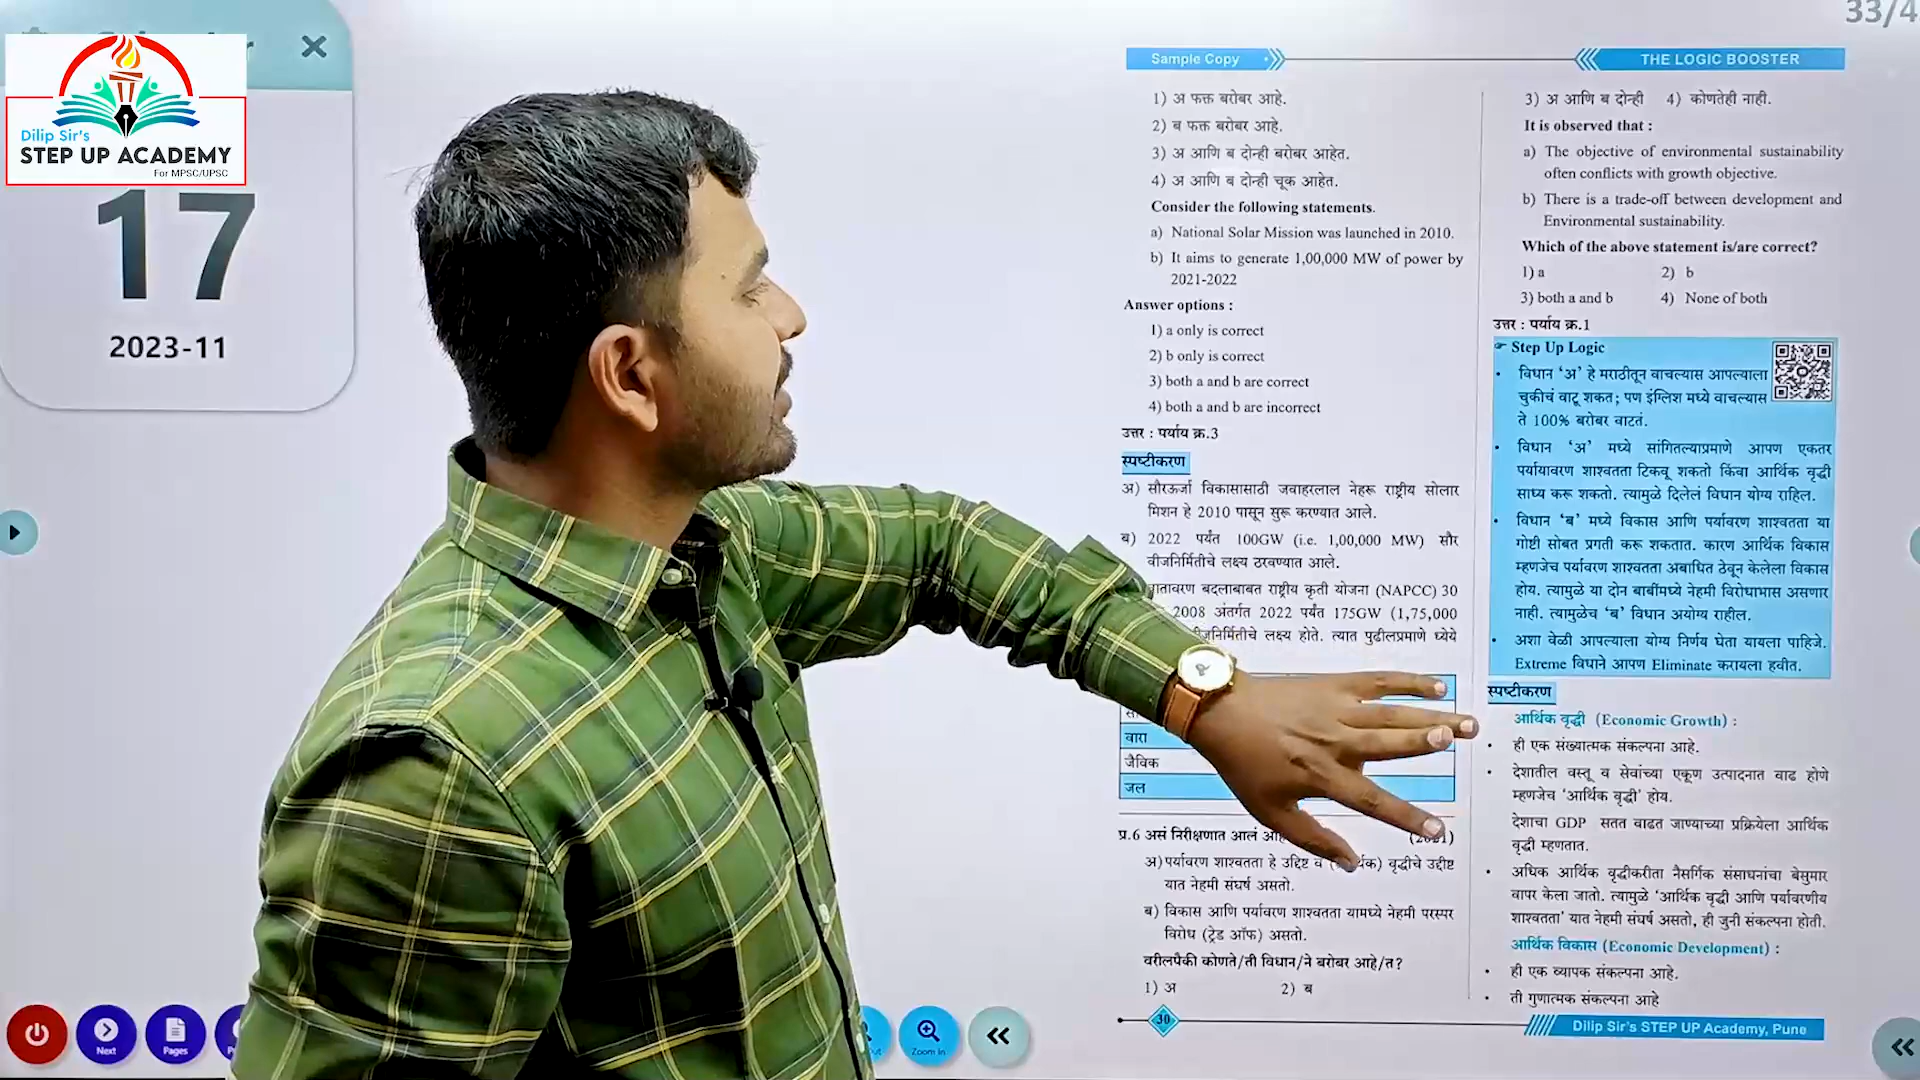 33/4
Dilip Sir's
STEP UP ACADEMY
For MPSC/UPSC
17
2023-11
Next
Pages
Zoom In
Sample Copy
THE LOGIC BOOSTER
1) अ फक्त बरोबर आहे.
2) ब फक्त बरोबर आहे.
3) अ आणि ब दोन्ही बरोबर आहेत.
4) अ आणि ब दोन्ही चूक आहेत.
Consider the following statements.
a) National Solar Mission was launched in 2010.
b) It aims to generate 1,00,000 MW of power by
2021-2022
Answer options :
1) a only is correct
2) b only is correct
3) both a and b are correct
4) both a and b are incorrect
उत्तर : पर्याय क्र.3
स्पष्टीकरण
अ) सौरऊर्जा विकासासाठी जवाहरलाल नेहरू राष्ट्रीय सोलार
मिशन हे 2010 पासून सुरू करण्यात आले.
ब) 2022 पर्यंत 100GW (i.e. 1,00,000 MW) सौर
वीजनिर्मितीचे लक्ष्य ठरवण्यात आले.
वातावरण बदलाबाबत राष्ट्रीय कृती योजना (NAPCC) 30
2008 अंतर्गत 2022 पर्यंत 175GW (1,75,000
वीजनिर्मितीचे लक्ष्य होते. त्यात पुढीलप्रमाणे ध्येये
वारा
जैविक
जल
प्र.6 असं निरीक्षणात आलं (2021)
अ) पर्यावरण शाश्वतता हे उद्दिष्ट व वृद्धीचे उद्दीष्ट
यात नेहमी संघर्ष असतो.
ब) विकास आणि पर्यावरण शाश्वतता यामध्ये नेहमी परस्पर
विरोध (ट्रेड ऑफ) असतो.
वरीलपैकी कोणते/ती विधान/ने बरोबर आहे/त?
1) अ 2) ब
30
3) अ आणि ब दोन्ही 4) कोणतेही नाही.
It is observed that :
a) The objective of environmental sustainability
often conflicts with growth objective.
b) There is a trade-off between development and
Environmental sustainability.
Which of the above statement is/are correct?
1) a 2) b
3) both a and b 4) None of both
उत्तर : पर्याय क्र.1
☞ Step Up Logic
• विधान ‘अ’ हे मराठीतून वाचल्यास आपल्याला
चुकीचं वाटू शकत; पण इंग्लिश मध्ये वाचल्यास
ते 100% बरोबर वाटतं.
• विधान ‘अ’ मध्ये सांगितल्याप्रमाणे आपण एकतर
पर्यायावरण शाश्वतता टिकवू शकतो किंवा आर्थिक वृद्धी
साध्य करू शकतो. त्यामुळे दिलेलं विधान योग्य राहिल.
• विधान ‘ब’ मध्ये विकास आणि पर्यावरण शाश्वतता या
गोष्टी सोबत प्रगती करू शकतात. कारण आर्थिक विकास
म्हणजेच पर्यावरण शाश्वतता अबाधित ठेवून केलेला विकास
होय. त्यामुळे या दोन बाबींमध्ये नेहमी विरोधाभास असणार
नाही. त्यामुळेच ‘ब’ विधान अयोग्य राहील.
• अशा वेळी आपल्याला योग्य निर्णय घेता यायला पाहिजे.
Extreme विधाने आपण Eliminate करायला हवीत.
स्पष्टीकरण
आर्थिक वृद्धी (Economic Growth) :
• ही एक संख्यात्मक संकल्पना आहे.
• देशातील वस्तू व सेवांच्या एकूण उत्पादनात वाढ होणे
म्हणजेच ‘आर्थिक वृद्धी’ होय.
देशाचा GDP सतत वाढत जाण्याच्या प्रक्रियेला आर्थिक
वृद्धी म्हणतात.
• अधिक आर्थिक वृद्धीकरीता नैसर्गिक संसाधनांचा बेसुमार
वापर केला जातो. त्यामुळे ‘आर्थिक वृद्धी आणि पर्यावरणीय
शाश्वतता’ यात नेहमी संघर्ष असतो, ही जुनी संकल्पना होती.
आर्थिक विकास (Economic Development) :
• ही एक व्यापक संकल्पना आहे.
• ती गुणात्मक संकल्पना आहे
Dilip Sir's STEP UP Academy, Pune